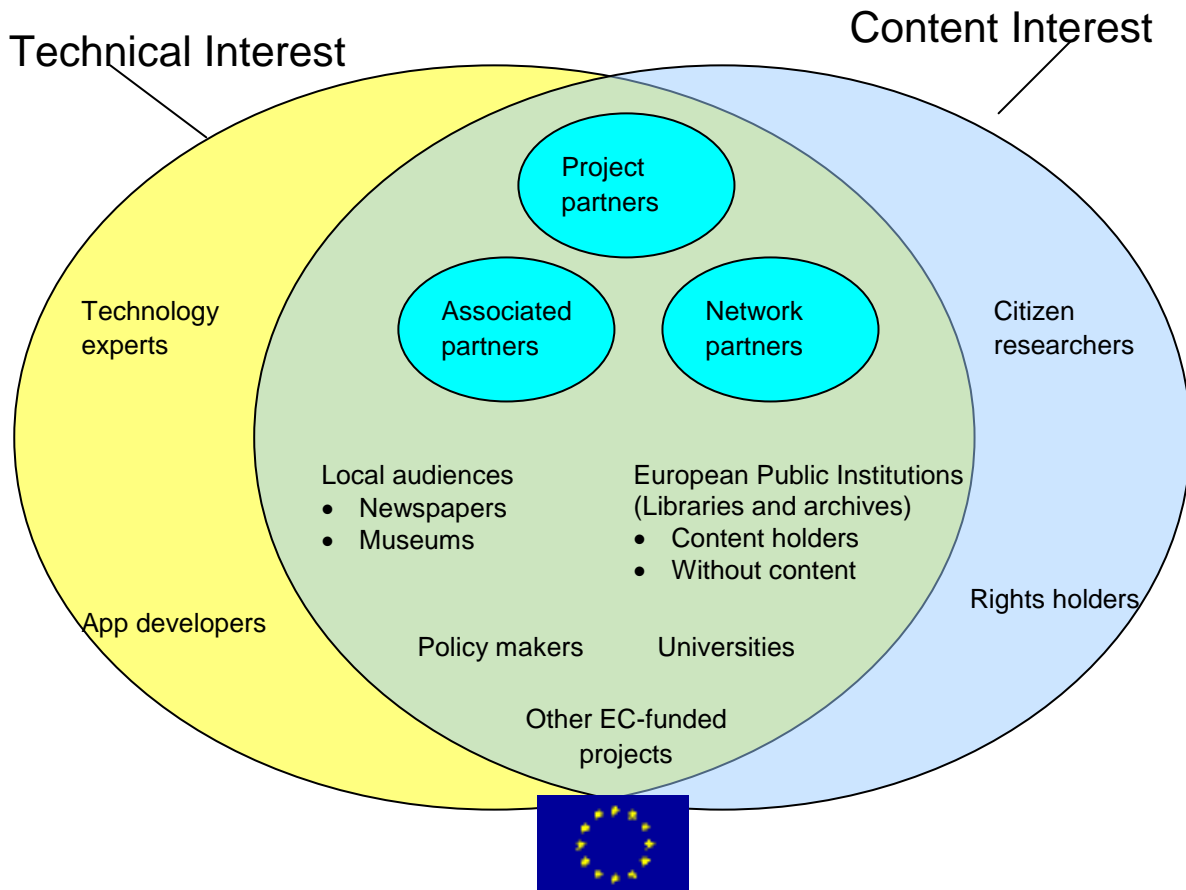 Technical Interest
Content Interest
Project
partners
Associated
partners
Network
partners
Technology
experts
Citizen
researchers
Local audiences
• Newspapers
• Museums
European Public Institutions
(Libraries and archives)
• Content holders
• Without content
App developers
Rights holders
Policy makers
Universities
Other EC-funded
projects